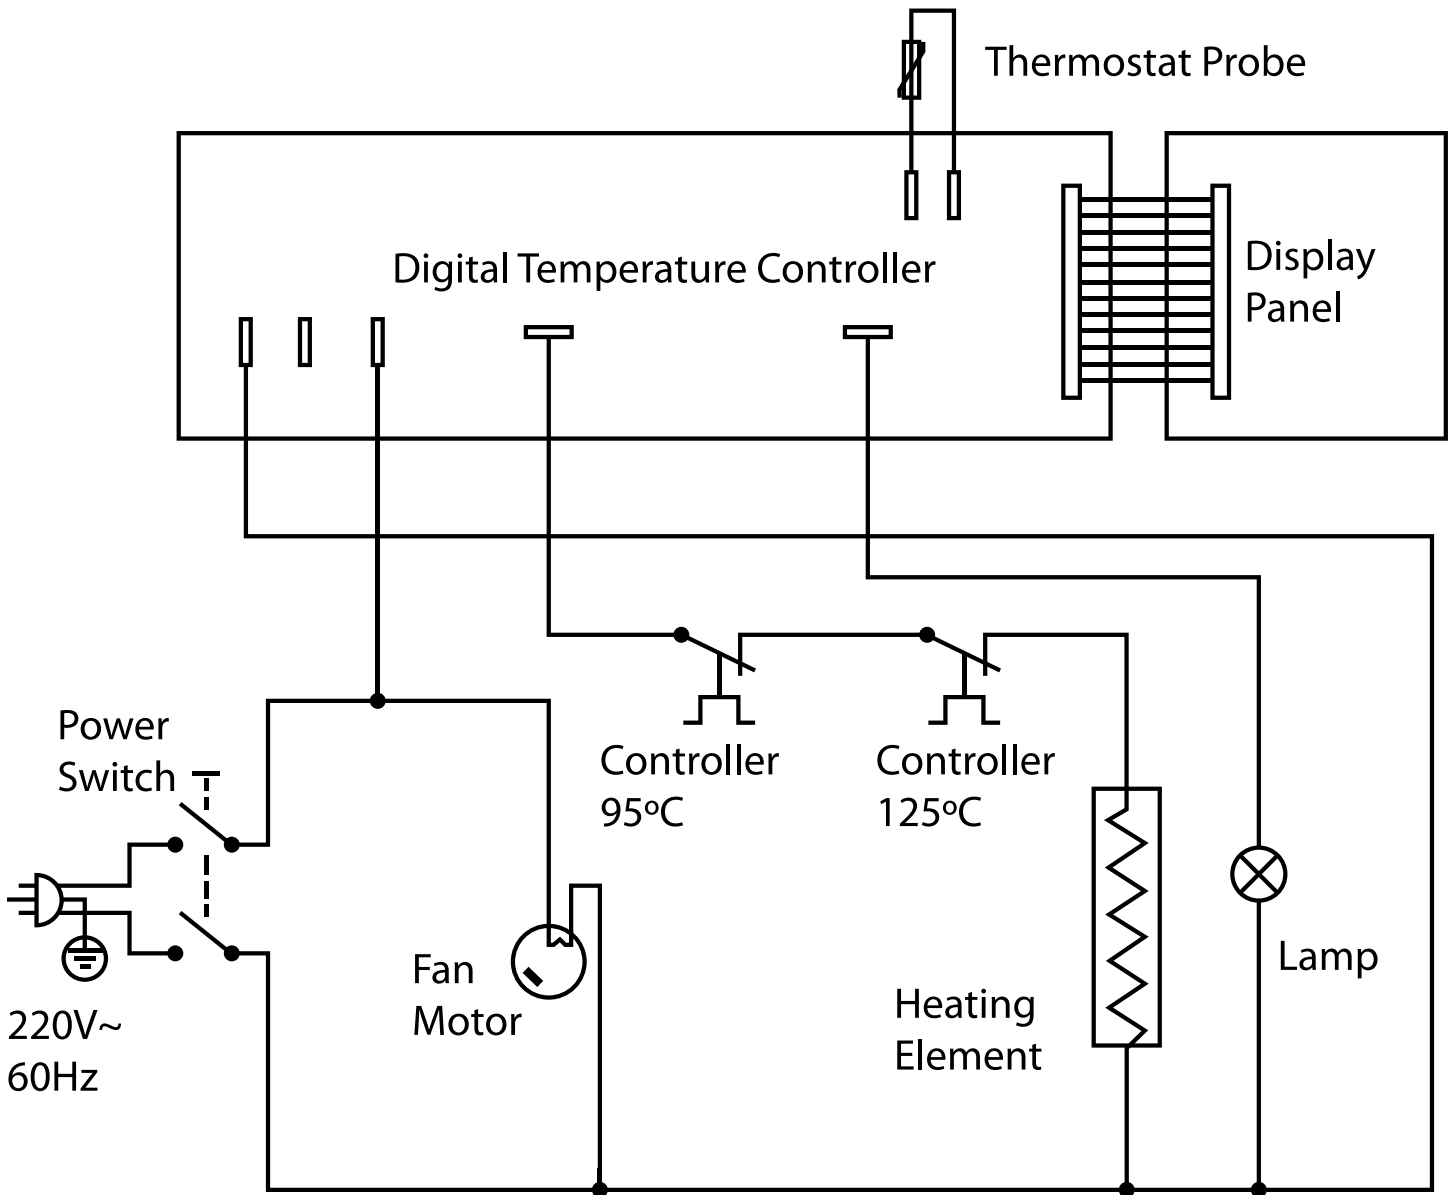 Thermostat Probe
Digital Temperature Controller
Display
Panel
Power
Switch
Controller
95ºC
Controller
125ºC
Fan
Motor
Heating
Element
Lamp
220V~
60Hz